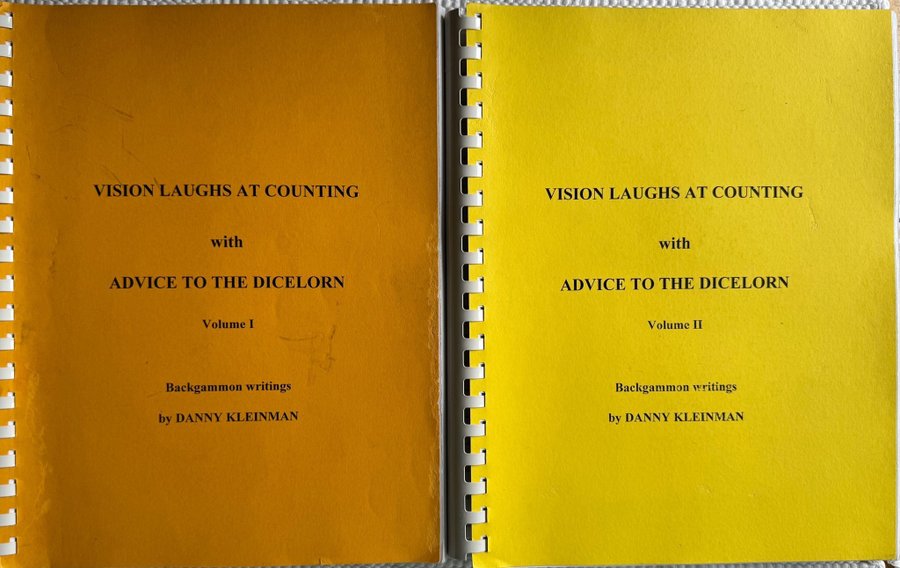 VISION LAUGHS AT COUNTING
with
ADVICE TO THE DICELORN
Volume I
Backgammon writings
by DANNY KLEINMAN
VISION LAUGHS AT COUNTING
with
ADVICE TO THE DICELORN
Volume II
Backgammon writings
by DANNY KLEINMAN